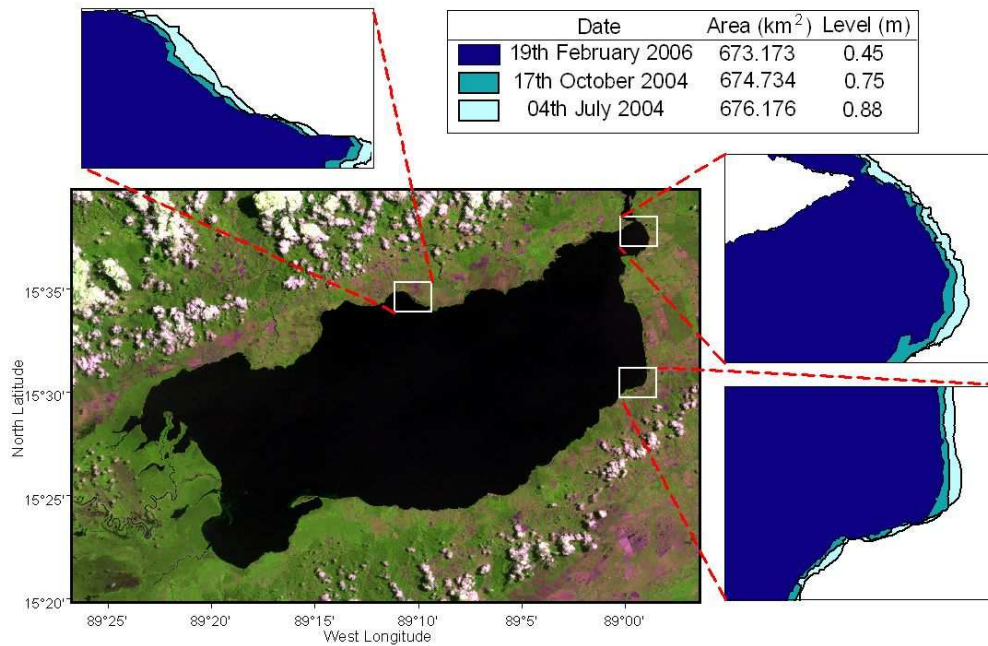 Date Area (km²) Level (m)
19th February 2006 673.173 0.45
17th October 2004 674.734 0.75
04th July 2004 676.176 0.88
15°35'
15°30'
15°25'
15°20'
North Latitude
89°25' 89°20' 89°15' 89°10' 89°5' 89°00'
West Longitude